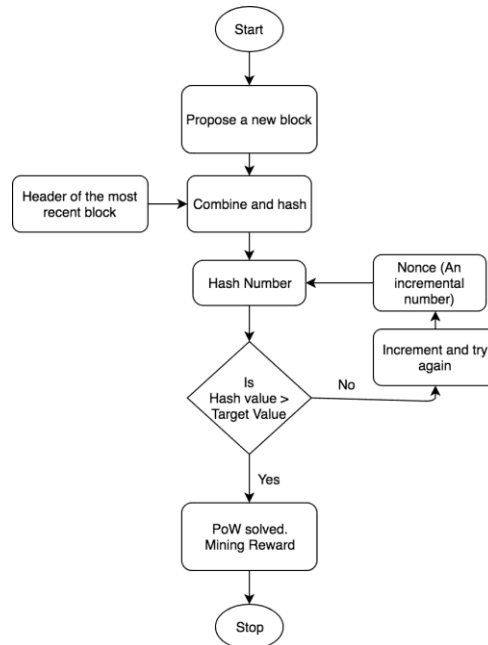 Start
Propose a new block
Header of the most
recent block
Combine and hash
Hash Number
Nonce (An
incremental
number)
Increment and try
again
Is
Hash value >
Target Value
No
Yes
PoW solved.
Mining Reward
Stop